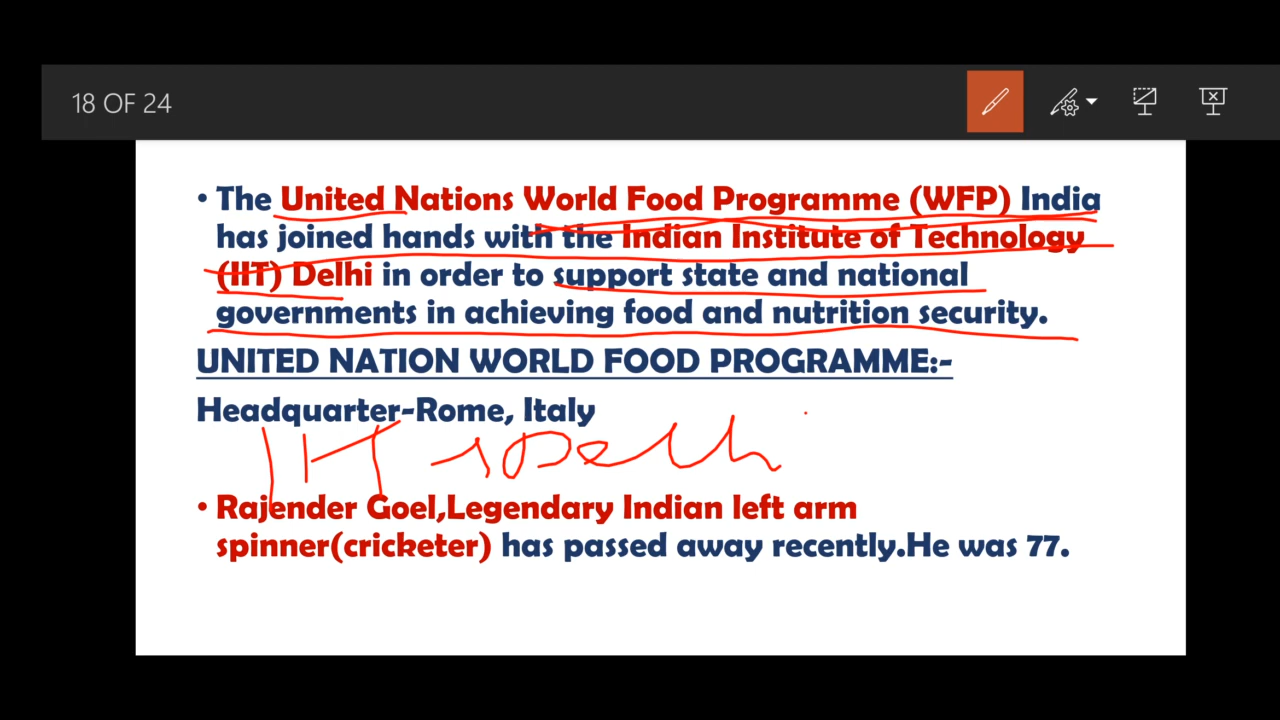 18 OF 24
• The United Nations World Food Programme (WFP) India
has joined hands with the Indian Institute of Technology
(IIT) Delhi in order to support state and national
governments in achieving food and nutrition security.
UNITED NATION WORLD FOOD PROGRAMME:-
Headquarter-Rome, Italy
Delhi
• Rajender Goel,Legendary Indian left arm
spinner(cricketer) has passed away recently.He was 77.